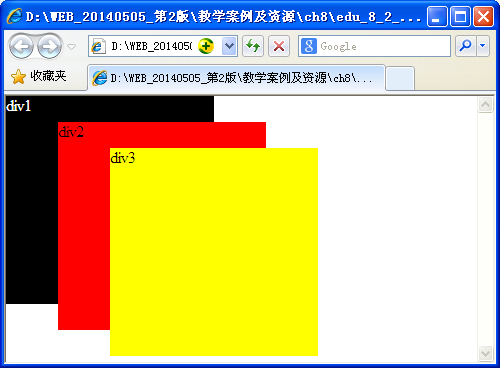 D:\WEB_20140505_第2版\教学案例及资源\ch8\edu_8_2_...
D:\WEB_2014050
Google
收藏夹
D:\WEB_20140505_第2版\教学案例及资源\ch8\...
div1
div2
div3